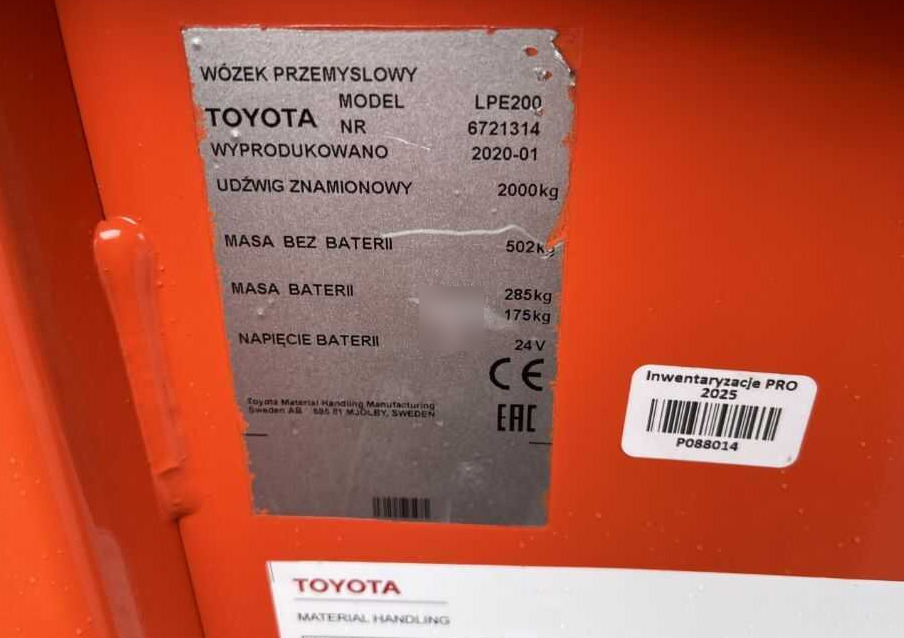 WÓZEK PRZEMYSLOWY
TOYOTA MODEL LPE200
NR 6721314
WYPRODUKOWANO 2020-01
UDŹWIG ZNAMIONOWY 2000kg
MASA BEZ BATERII 502kg
MASA BATERII 285kg
175kg
NAPIĘCIE BATERII 24V
CE
Toyota Material Handling Manufacturing
Sweden AB 595 81 MJÖLBY, SWEDEN
EAC
Inwentaryzacje PRO
2025
P088014
TOYOTA
MATERIAL HANDLING